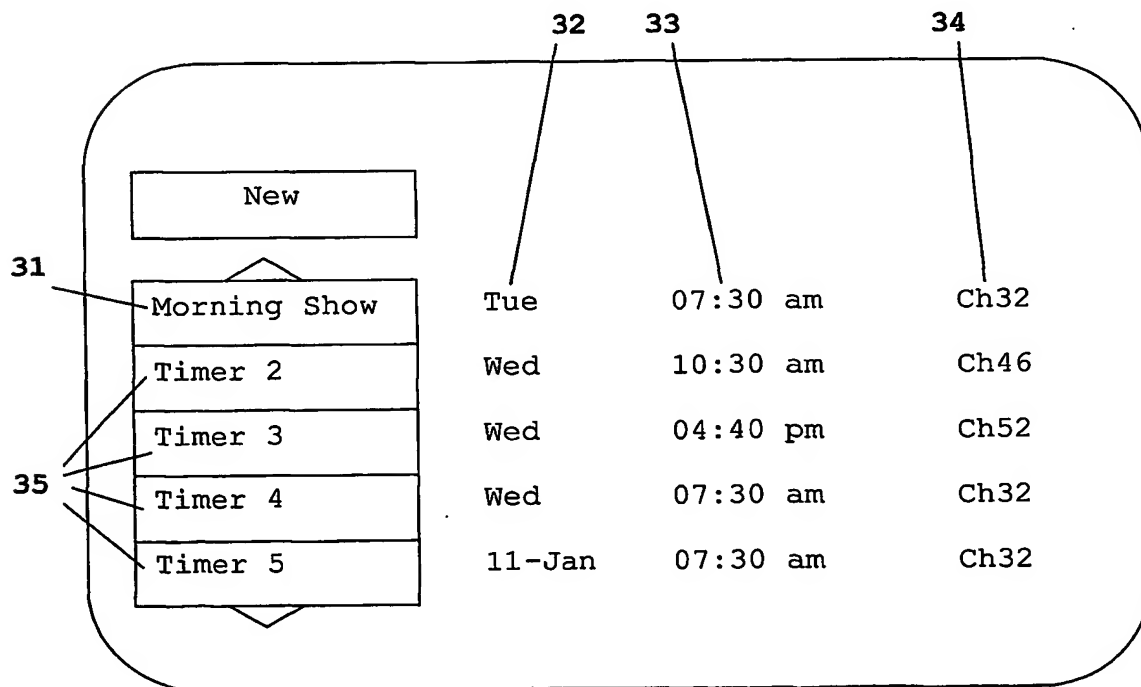 32 33 34
New
31
Morning Show Tue 07:30 am Ch32
Timer 2 Wed 10:30 am Ch46
Timer 3 Wed 04:40 pm Ch52
35
Timer 4 Wed 07:30 am Ch32
Timer 5 11-Jan 07:30 am Ch32